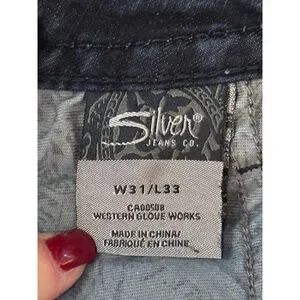 Silver®
JEANS CO.
W31/L33
CA00508
WESTERN GLOVE WORKS
MADE IN CHINA/
FABRIQUÉ EN CHINE